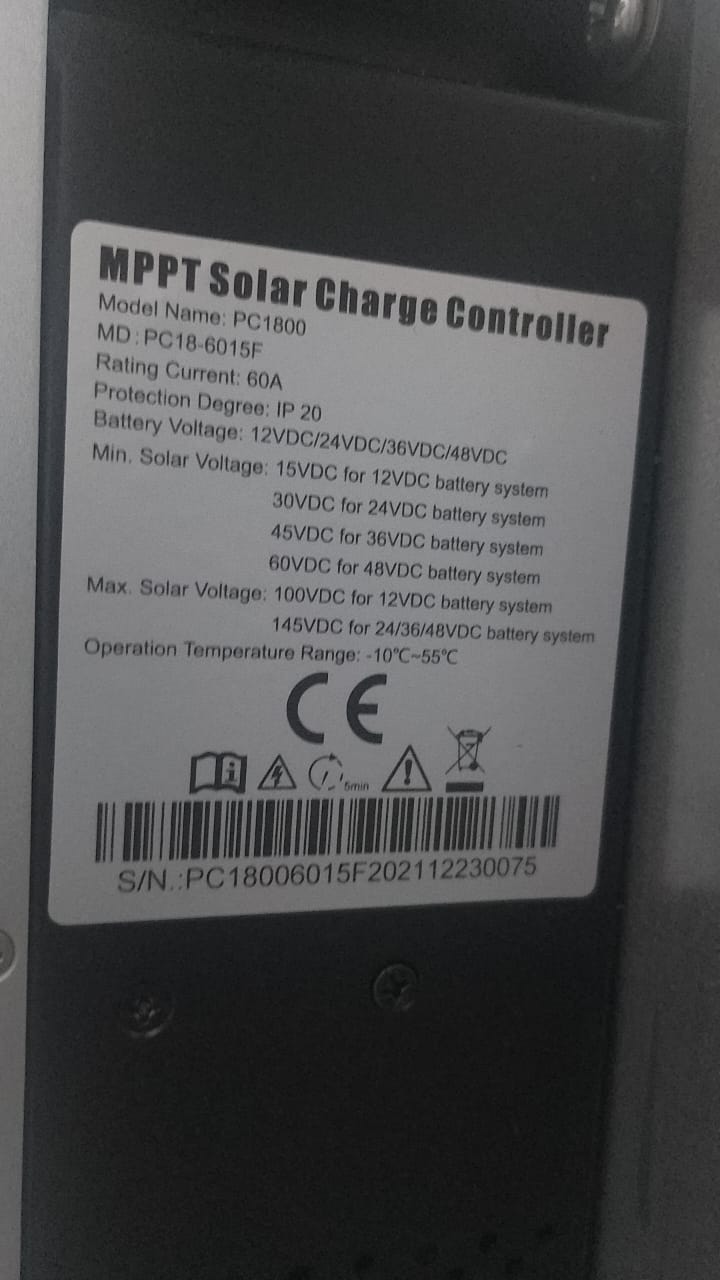 MPPT Solar Charge Controller
Model Name: PC1800
MD : PC18-6015F
Rating Current: 60A
Protection Degree: IP 20
Battery Voltage: 12VDC/24VDC/36VDC/48VDC
Min. Solar Voltage: 15VDC for 12VDC battery system
30VDC for 24VDC battery system
45VDC for 36VDC battery system
60VDC for 48VDC battery system
Max. Solar Voltage: 100VDC for 12VDC battery system
145VDC for 24/36/48VDC battery system
Operation Temperature Range: -10℃~55℃
CE
5min
S/N.:PC18006015F202112230075